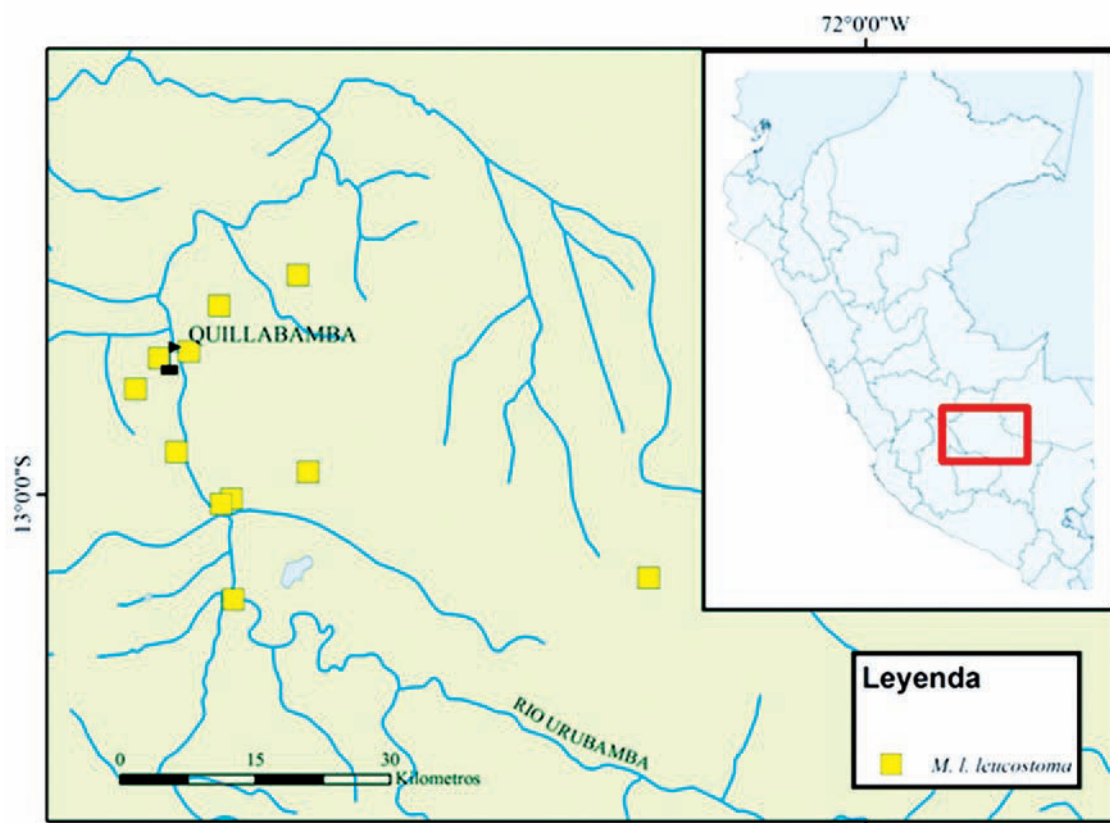 72°0'0"W
QUILLABAMBA
13°0'0"S
RIO URUBAMBA
0 15 30
Kilometros
Leyenda
M. l. leucostoma